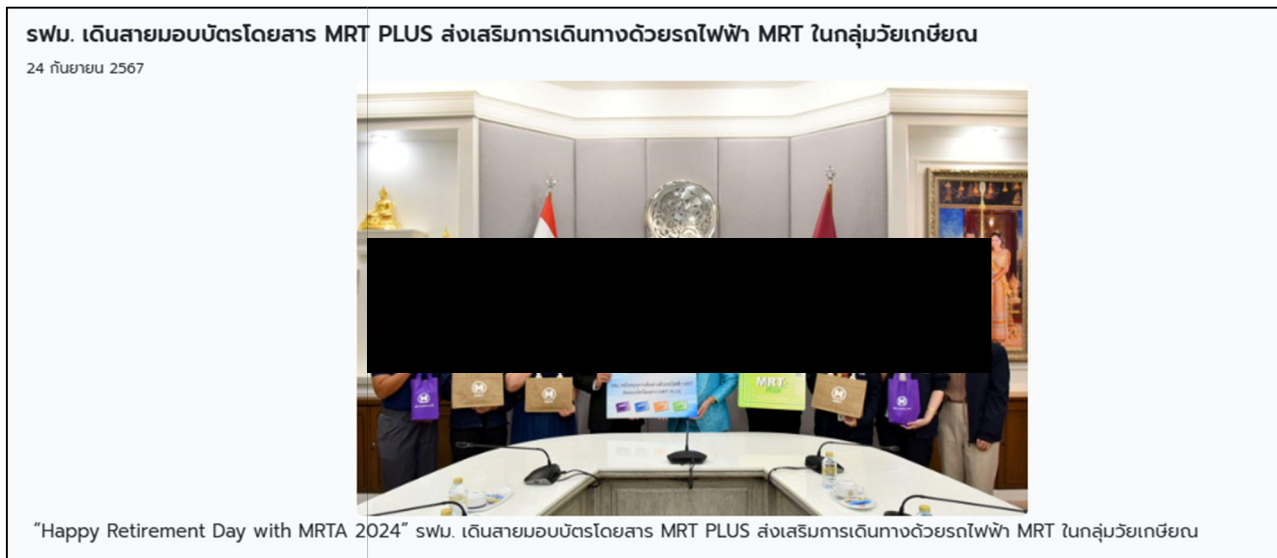 รฟม. เดินสายมอบบัตรโดยสาร MRT PLUS ส่งเสริมการเดินทางด้วยรถไฟฟ้า MRT ในกลุ่มวัยเกษียณ
24 กันยายน 2567
MRT
PLUS
“Happy Retirement Day with MRTA 2024” รฟม. เดินสายมอบบัตรโดยสาร MRT PLUS ส่งเสริมการเดินทางด้วยรถไฟฟ้า MRT ในกลุ่มวัยเกษียณ